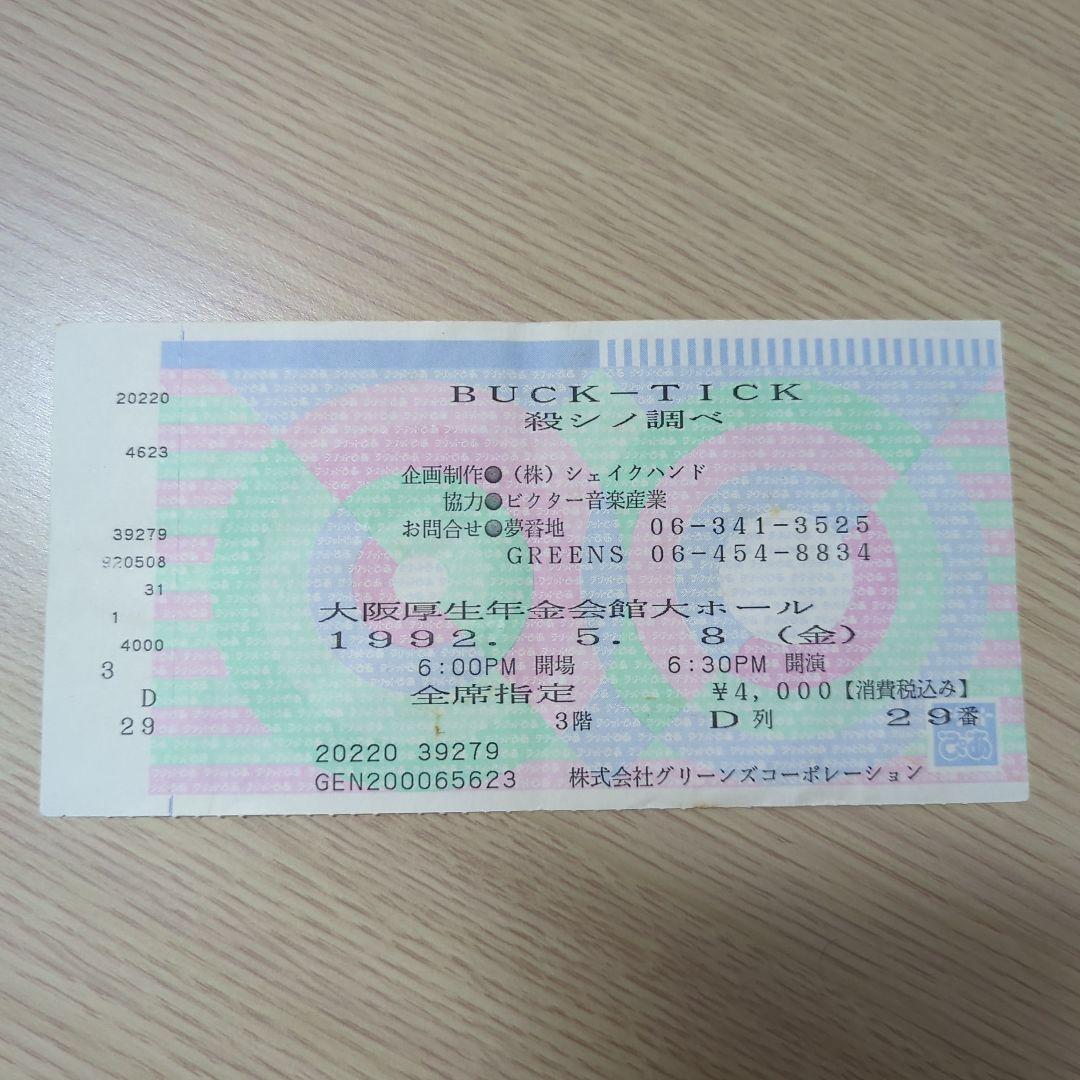 20220
4623
39279
920508
31
1
4000
3
D
29
BUCK－TICK
殺シノ調べ
企画制作●（株）シェイクハンド
協力●ビクター音楽産業
お問合せ●夢番地 06-341-3525
GREENS 06-454-8834
大阪厚生年金会館大ホール
1992. 5. 8 （金）
6:00PM 開場 6:30PM 開演
全席指定 ￥4,000【消費税込み】
3階 D 列 29番
20220 39279
GEN200065623 株式会社グリーンズコーポレーション
ぴあ